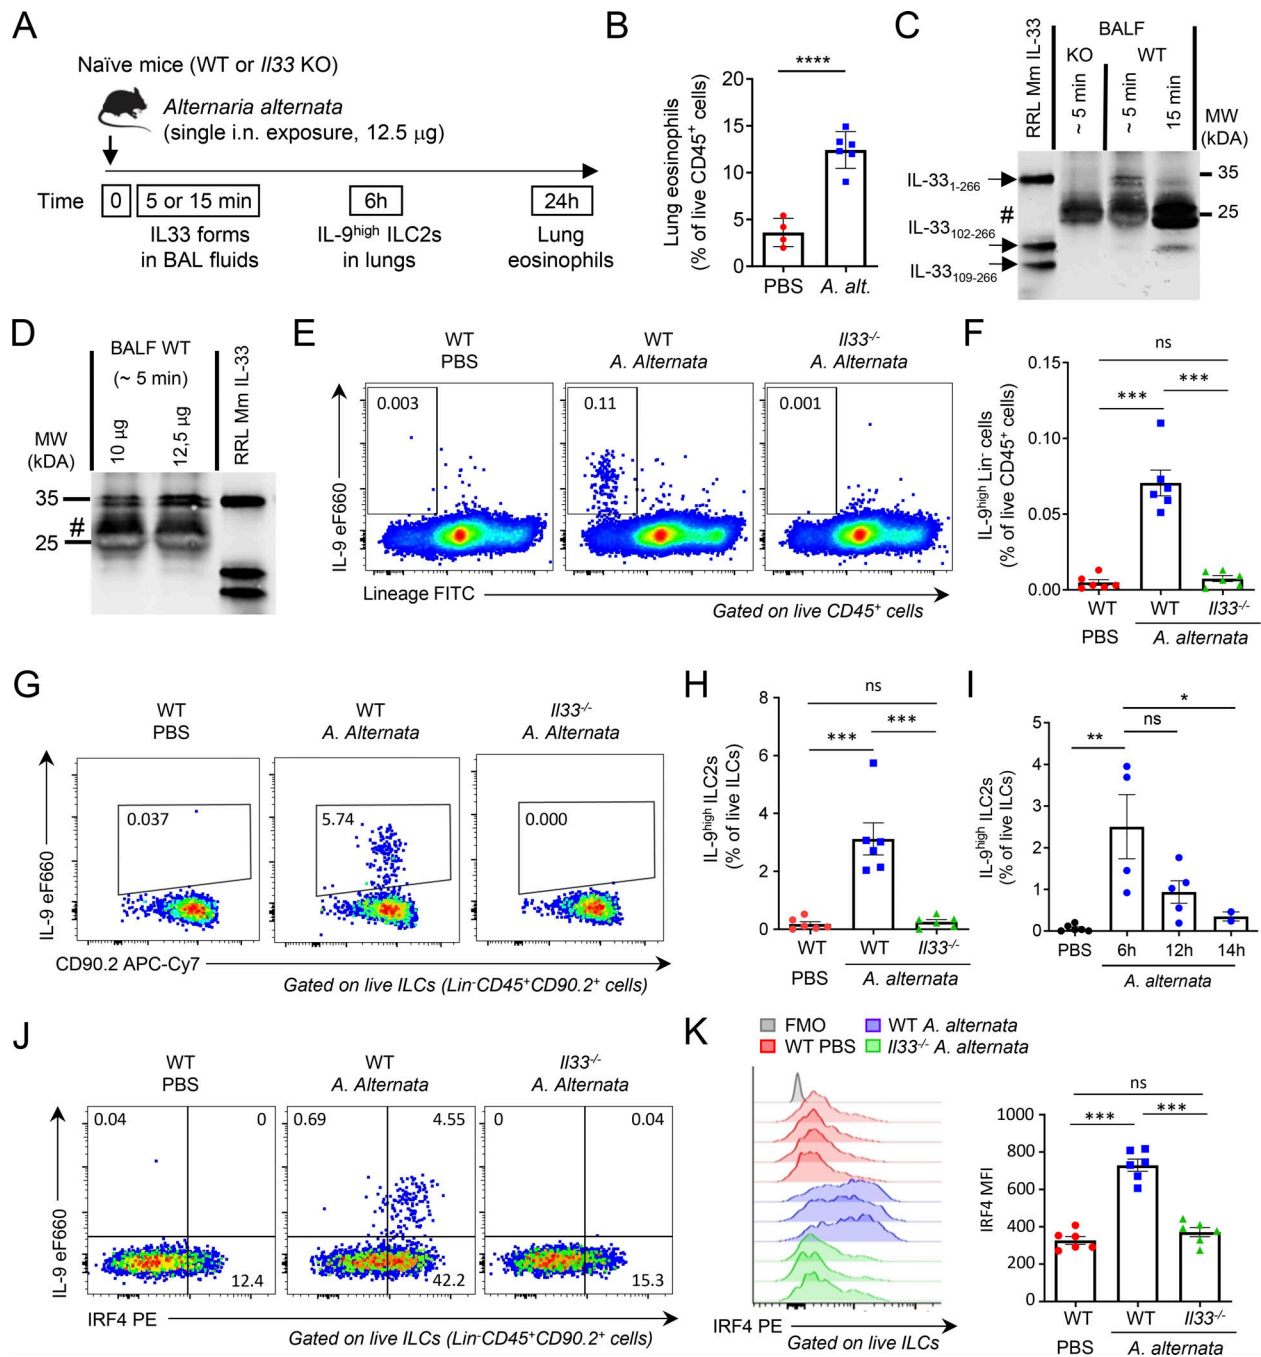 A
Naïve mice (WT or Il33 KO)
Alternaria alternata
(single i.n. exposure, 12.5 µg)
Time
0
5 or 15 min
6h
24h
IL33 forms
in BAL fluids
IL-9high ILC2s
in lungs
Lung
eosinophils
B
Lung eosinophils
(% of live CD45+ cells)
20
15
10
5
0
****
PBS
A. alt.
C
RRL Mm IL-33
BALF
KO
WT
~ 5 min
~ 5 min
15 min
MW
(kDA)
IL-331-266
#
IL-33102-266
IL-33109-266
35
25
D
BALF WT
(~ 5 min)
10 µg
12,5 µg
RRL Mm IL-33
MW
(kDA)
35
#
25
E
WT
PBS
WT
A. Alternata
Il33-/-
A. Alternata
0.003
0.11
0.001
IL-9 eF660
Lineage FITC
Gated on live CD45+ cells
F
IL-9high Lin- cells
(% of live CD45+ cells)
0.15
0.10
0.05
0.00
ns
***
***
WT
WT
Il33-/-
PBS
A. alternata
G
WT
PBS
WT
A. Alternata
Il33-/-
A. Alternata
0.037
5.74
0.000
IL-9 eF660
CD90.2 APC-Cy7
Gated on live ILCs (Lin-CD45+CD90.2+ cells)
H
IL-9high ILC2s
(% of live ILCs)
8
6
4
2
0
ns
***
***
WT
WT
Il33-/-
PBS
A. alternata
I
IL-9high ILC2s
(% of live ILCs)
5
4
3
2
1
0
*
ns
**
PBS
6h
12h
14h
A. alternata
J
WT
PBS
WT
A. Alternata
Il33-/-
A. Alternata
0.04
0
12.4
0.69
4.55
42.2
0
0.04
15.3
IL-9 eF660
IRF4 PE
Gated on live ILCs (Lin-CD45+CD90.2+ cells)
K
FMO
WT A. alternata
WT PBS
Il33-/- A. alternata
IRF4 PE
Gated on live ILCs
IRF4 MFI
1000
800
600
400
200
0
ns
***
***
WT
WT
Il33-/-
PBS
A. alternata